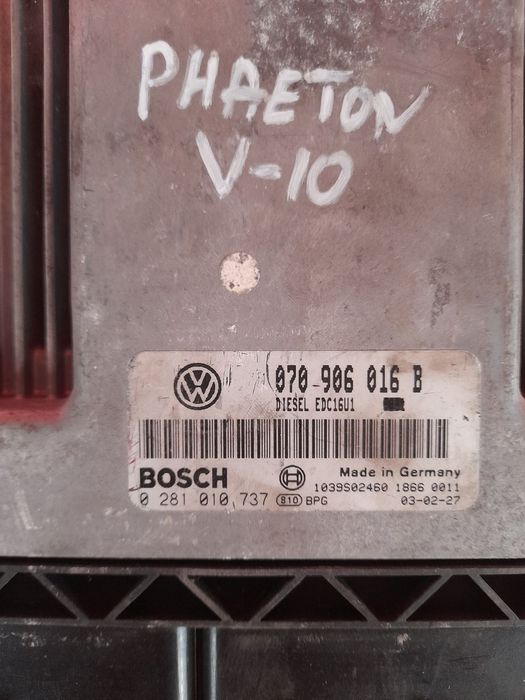 PHAETON
V-10
070 906 016 B
DIESEL EDC16U1
BOSCH
Made in Germany
1039S02460 1866 0011
0 281 010 737 810 BPG 03-02-27